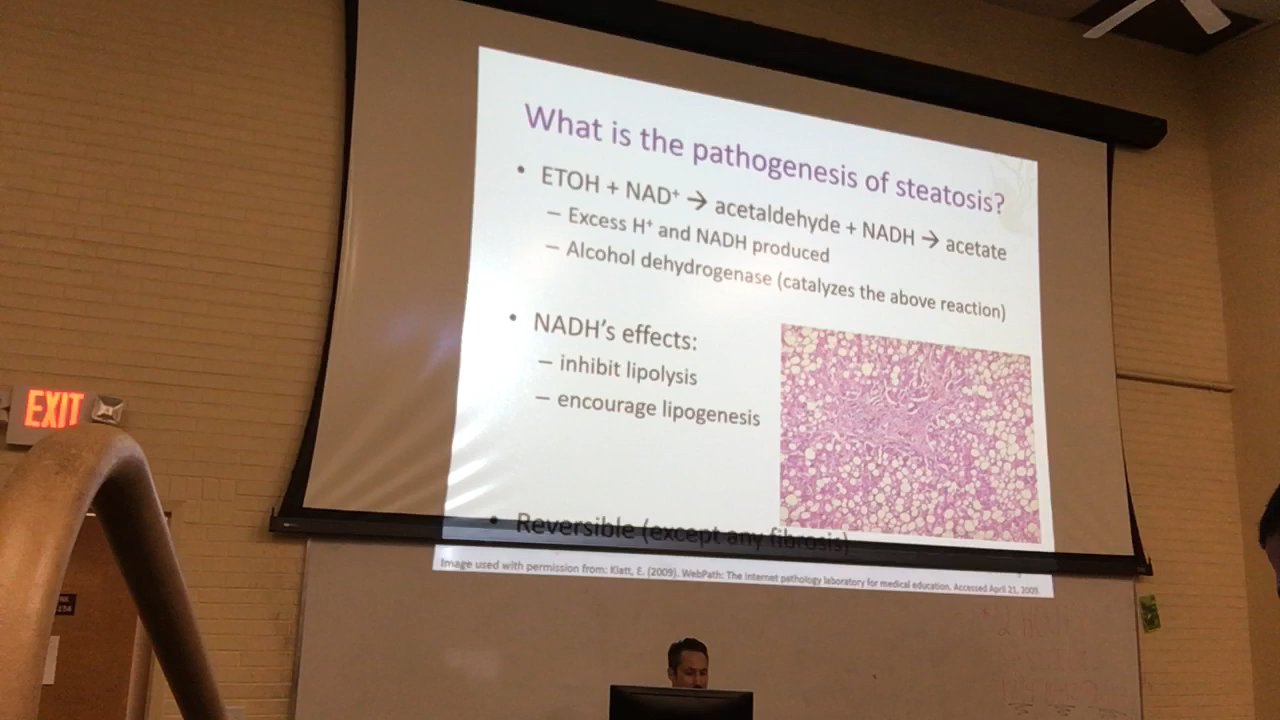 What is the pathogenesis of steatosis?
• ETOH + NAD⁺ → acetaldehyde + NADH → acetate
– Excess H⁺ and NADH produced
– Alcohol dehydrogenase (catalyzes the above reaction)
• NADH's effects:
– inhibit lipolysis
– encourage lipogenesis
• Reversible (except any fibrosis)
Image used with permission from: Klatt, E. (2009). WebPath: The Internet pathology laboratory for medical education. Accessed April 21, 2009.
EXIT